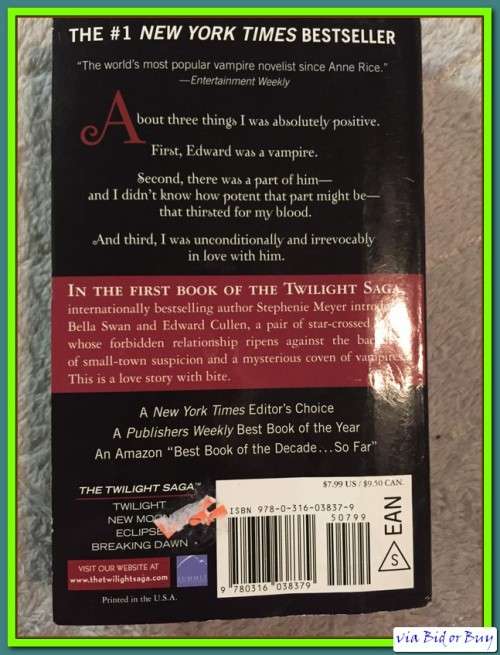 THE #1 NEW YORK TIMES BESTSELLER
"The world's most popular vampire novelist since Anne Rice."
—Entertainment Weekly
About three things I was absolutely positive.
First, Edward was a vampire.
Second, there was a part of him—
and I didn't know how potent that part might be—
that thirsted for my blood.
And third, I was unconditionally and irrevocably
in love with him.
IN THE FIRST BOOK OF THE TWILIGHT SAGA,
internationally bestselling author Stephenie Meyer
Bella Swan and Edward Cullen, a pair of star-crossed
whose forbidden relationship ripens against the
of small-town suspicion and a mysterious coven of vampires.
This is a love story with bite.
A New York Times Editor's Choice
A Publishers Weekly Best Book of the Year
An Amazon "Best Book of the Decade...So Far"
THE TWILIGHT SAGA™
TWILIGHT
NEW
ECLIPSE
BREAKING DAWN
VISIT OUR WEBSITE AT
www.thetwilightsaga.com
SUMMIT
Printed in the U.S.A.
$7.99 US / $9.50 CAN.
ISBN 978-0-316-03837-9
50799
9 780316 038379
EAN
S
via Bid or Buy